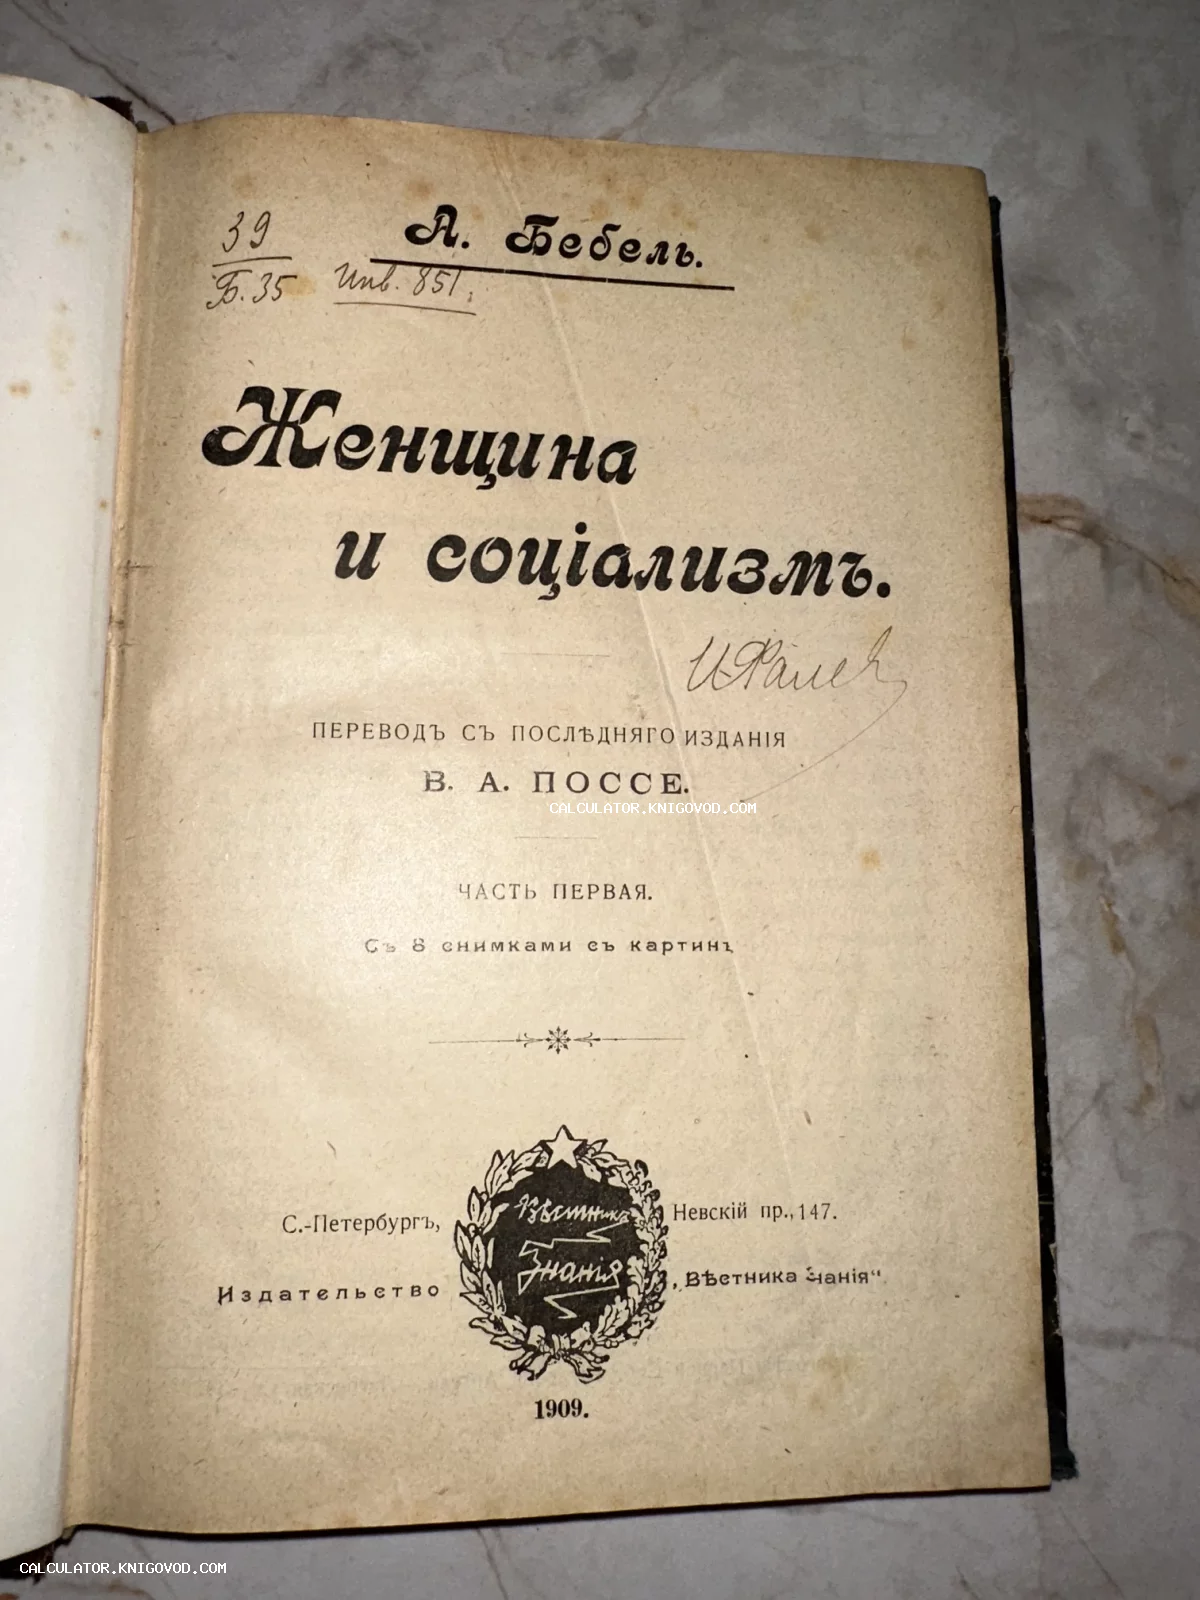 А. Бебель.
39
Б. 35
Инв. 851.
Женщина
и соціализмъ.
ПЕРЕВОДЪ СЪ ПОСЛѢДНЯГО ИЗДАНІЯ
В. А. ПОССЕ.
CALCULATOR.KNIGOVOD.COM
ЧАСТЬ ПЕРВАЯ.
Съ 8 снимками съ картинъ
Вѣстникъ
Знанія
С.-Петербургъ, Невскій пр., 147.
Издательство „Вѣстника Знанія“
1909.
CALCULATOR.KNIGOVOD.COM